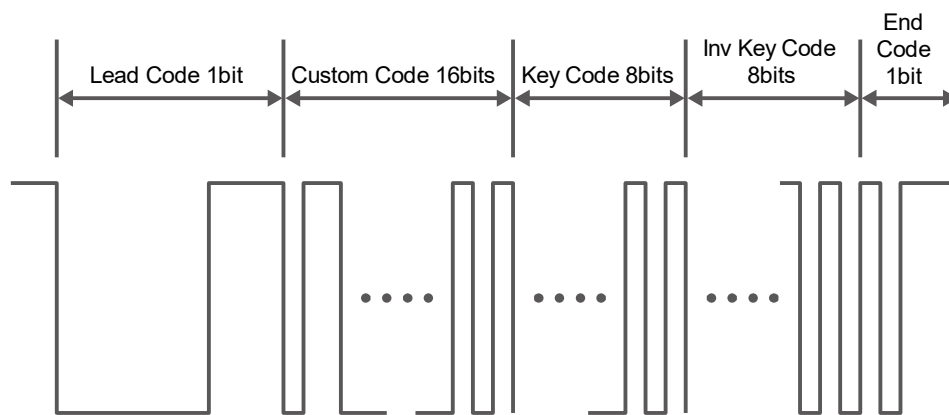 Lead Code 1bit
Custom Code 16bits
Key Code 8bits
Inv Key Code
8bits
End
Code
1bit